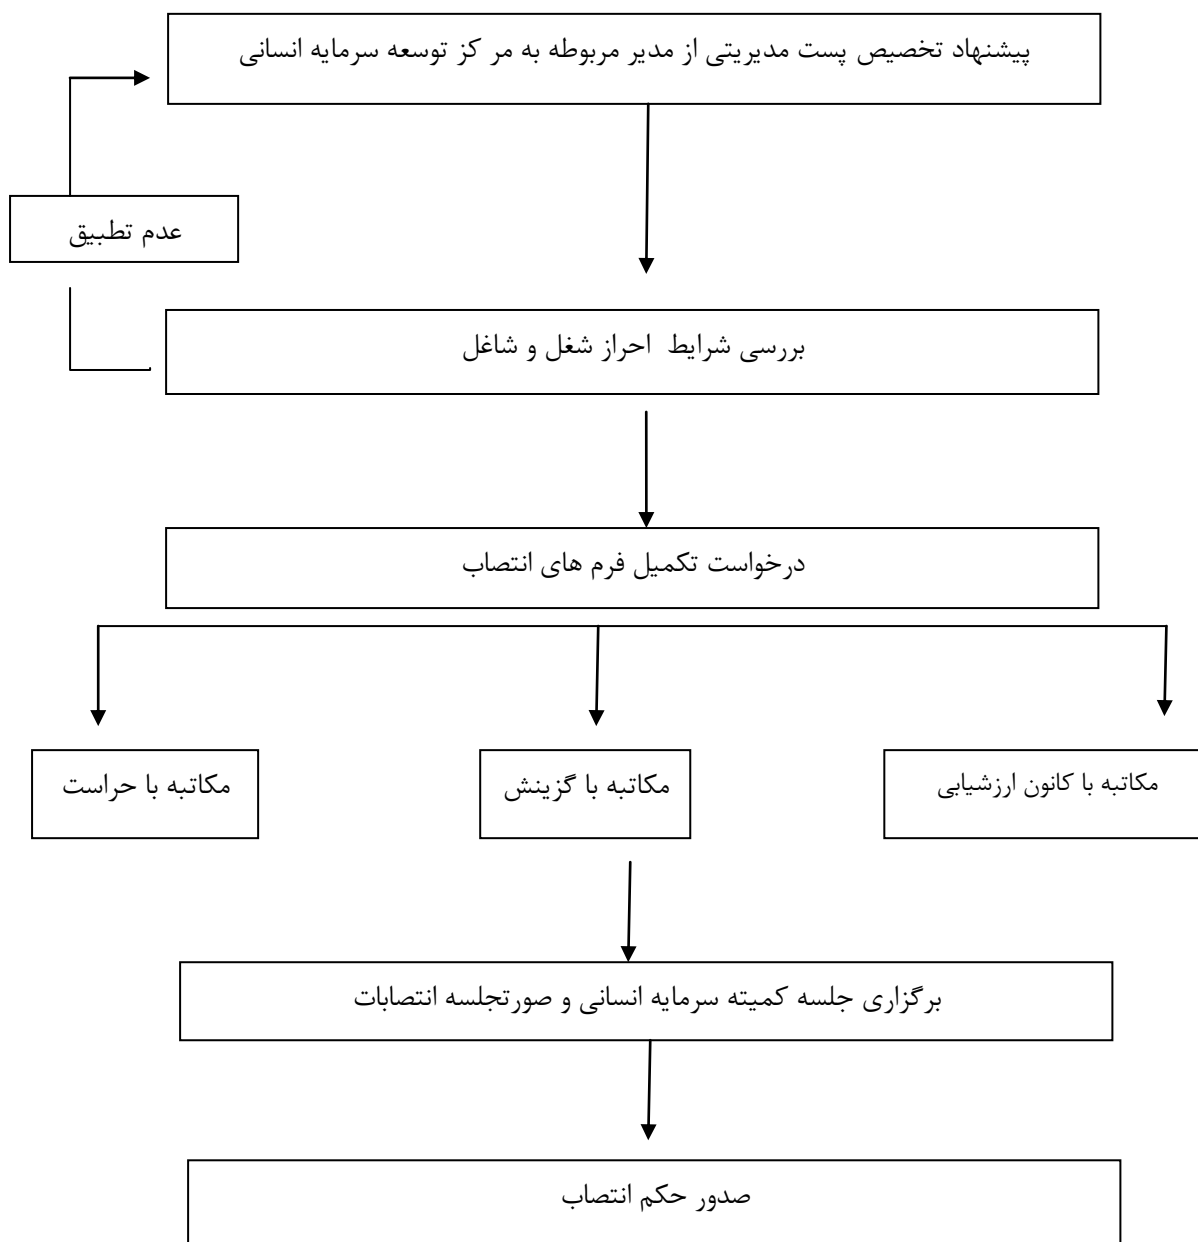 پیشنهاد تخصیص پست مدیریتی از مدیر مربوطه به مر کز توسعه سرمایه انسانی
عدم تطبیق
بررسی شرایط احراز شغل و شاغل
درخواست تکمیل فرم های انتصاب
مکاتبه با کانون ارزشیابی
مکاتبه با گزینش
مکاتبه با حراست
برگزاری جلسه کمیته سرمایه انسانی و صورتجلسه انتصابات
صدور حکم انتصاب